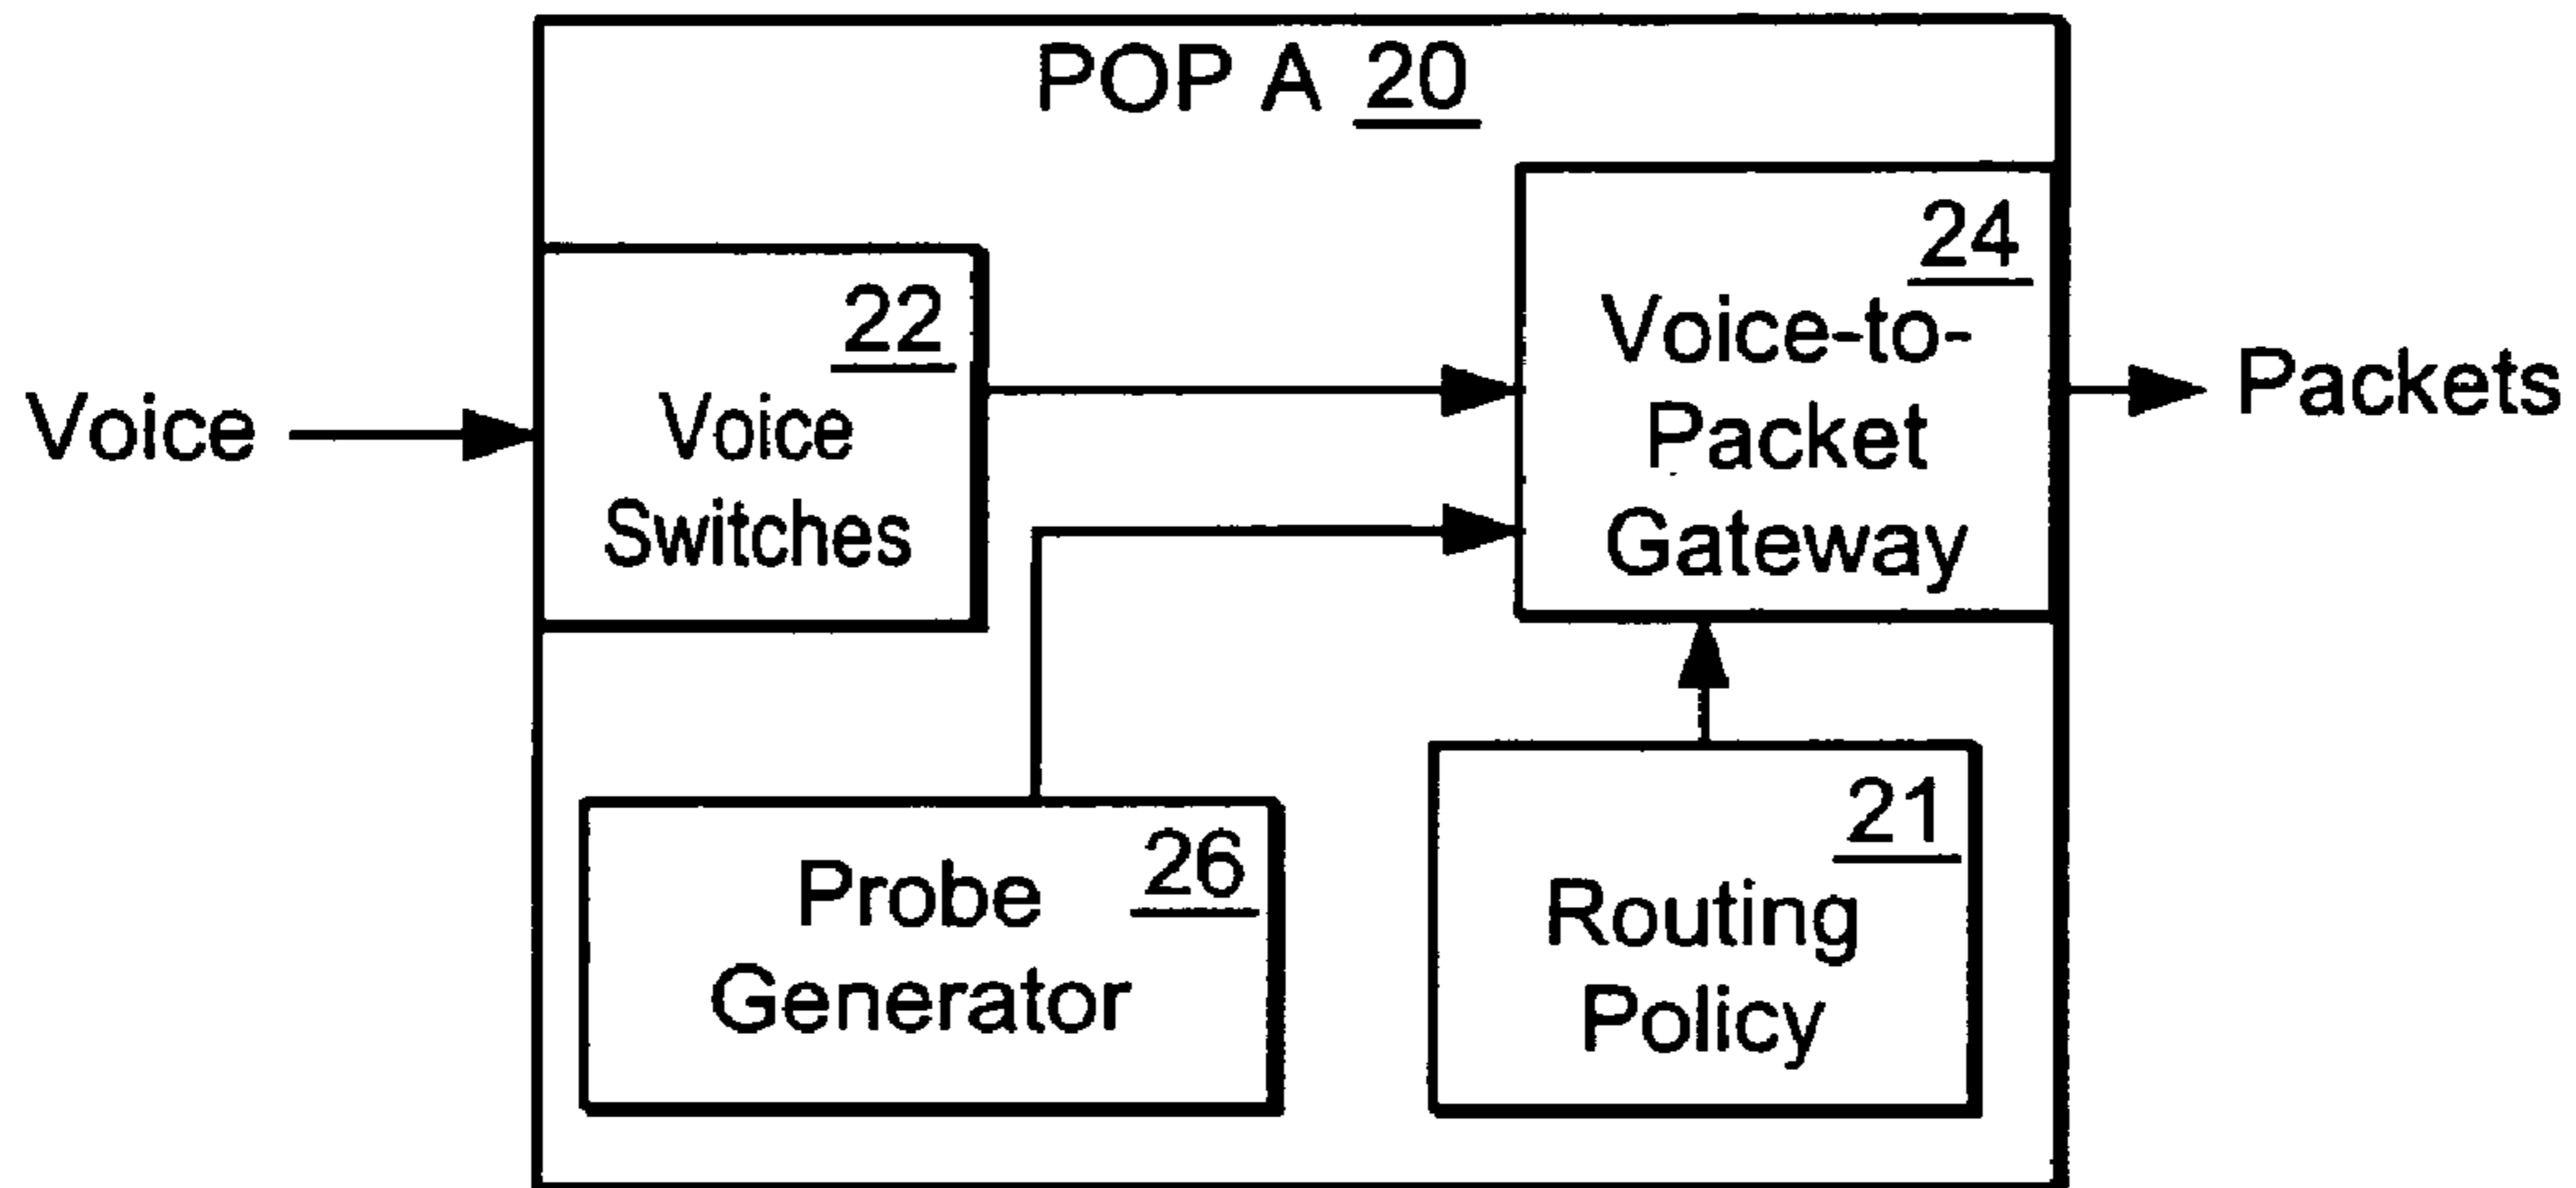 POP A 20
Voice
22
Voice
Switches
24
Voice-to-
Packet
Gateway
Packets
26
Probe
Generator
21
Routing
Policy